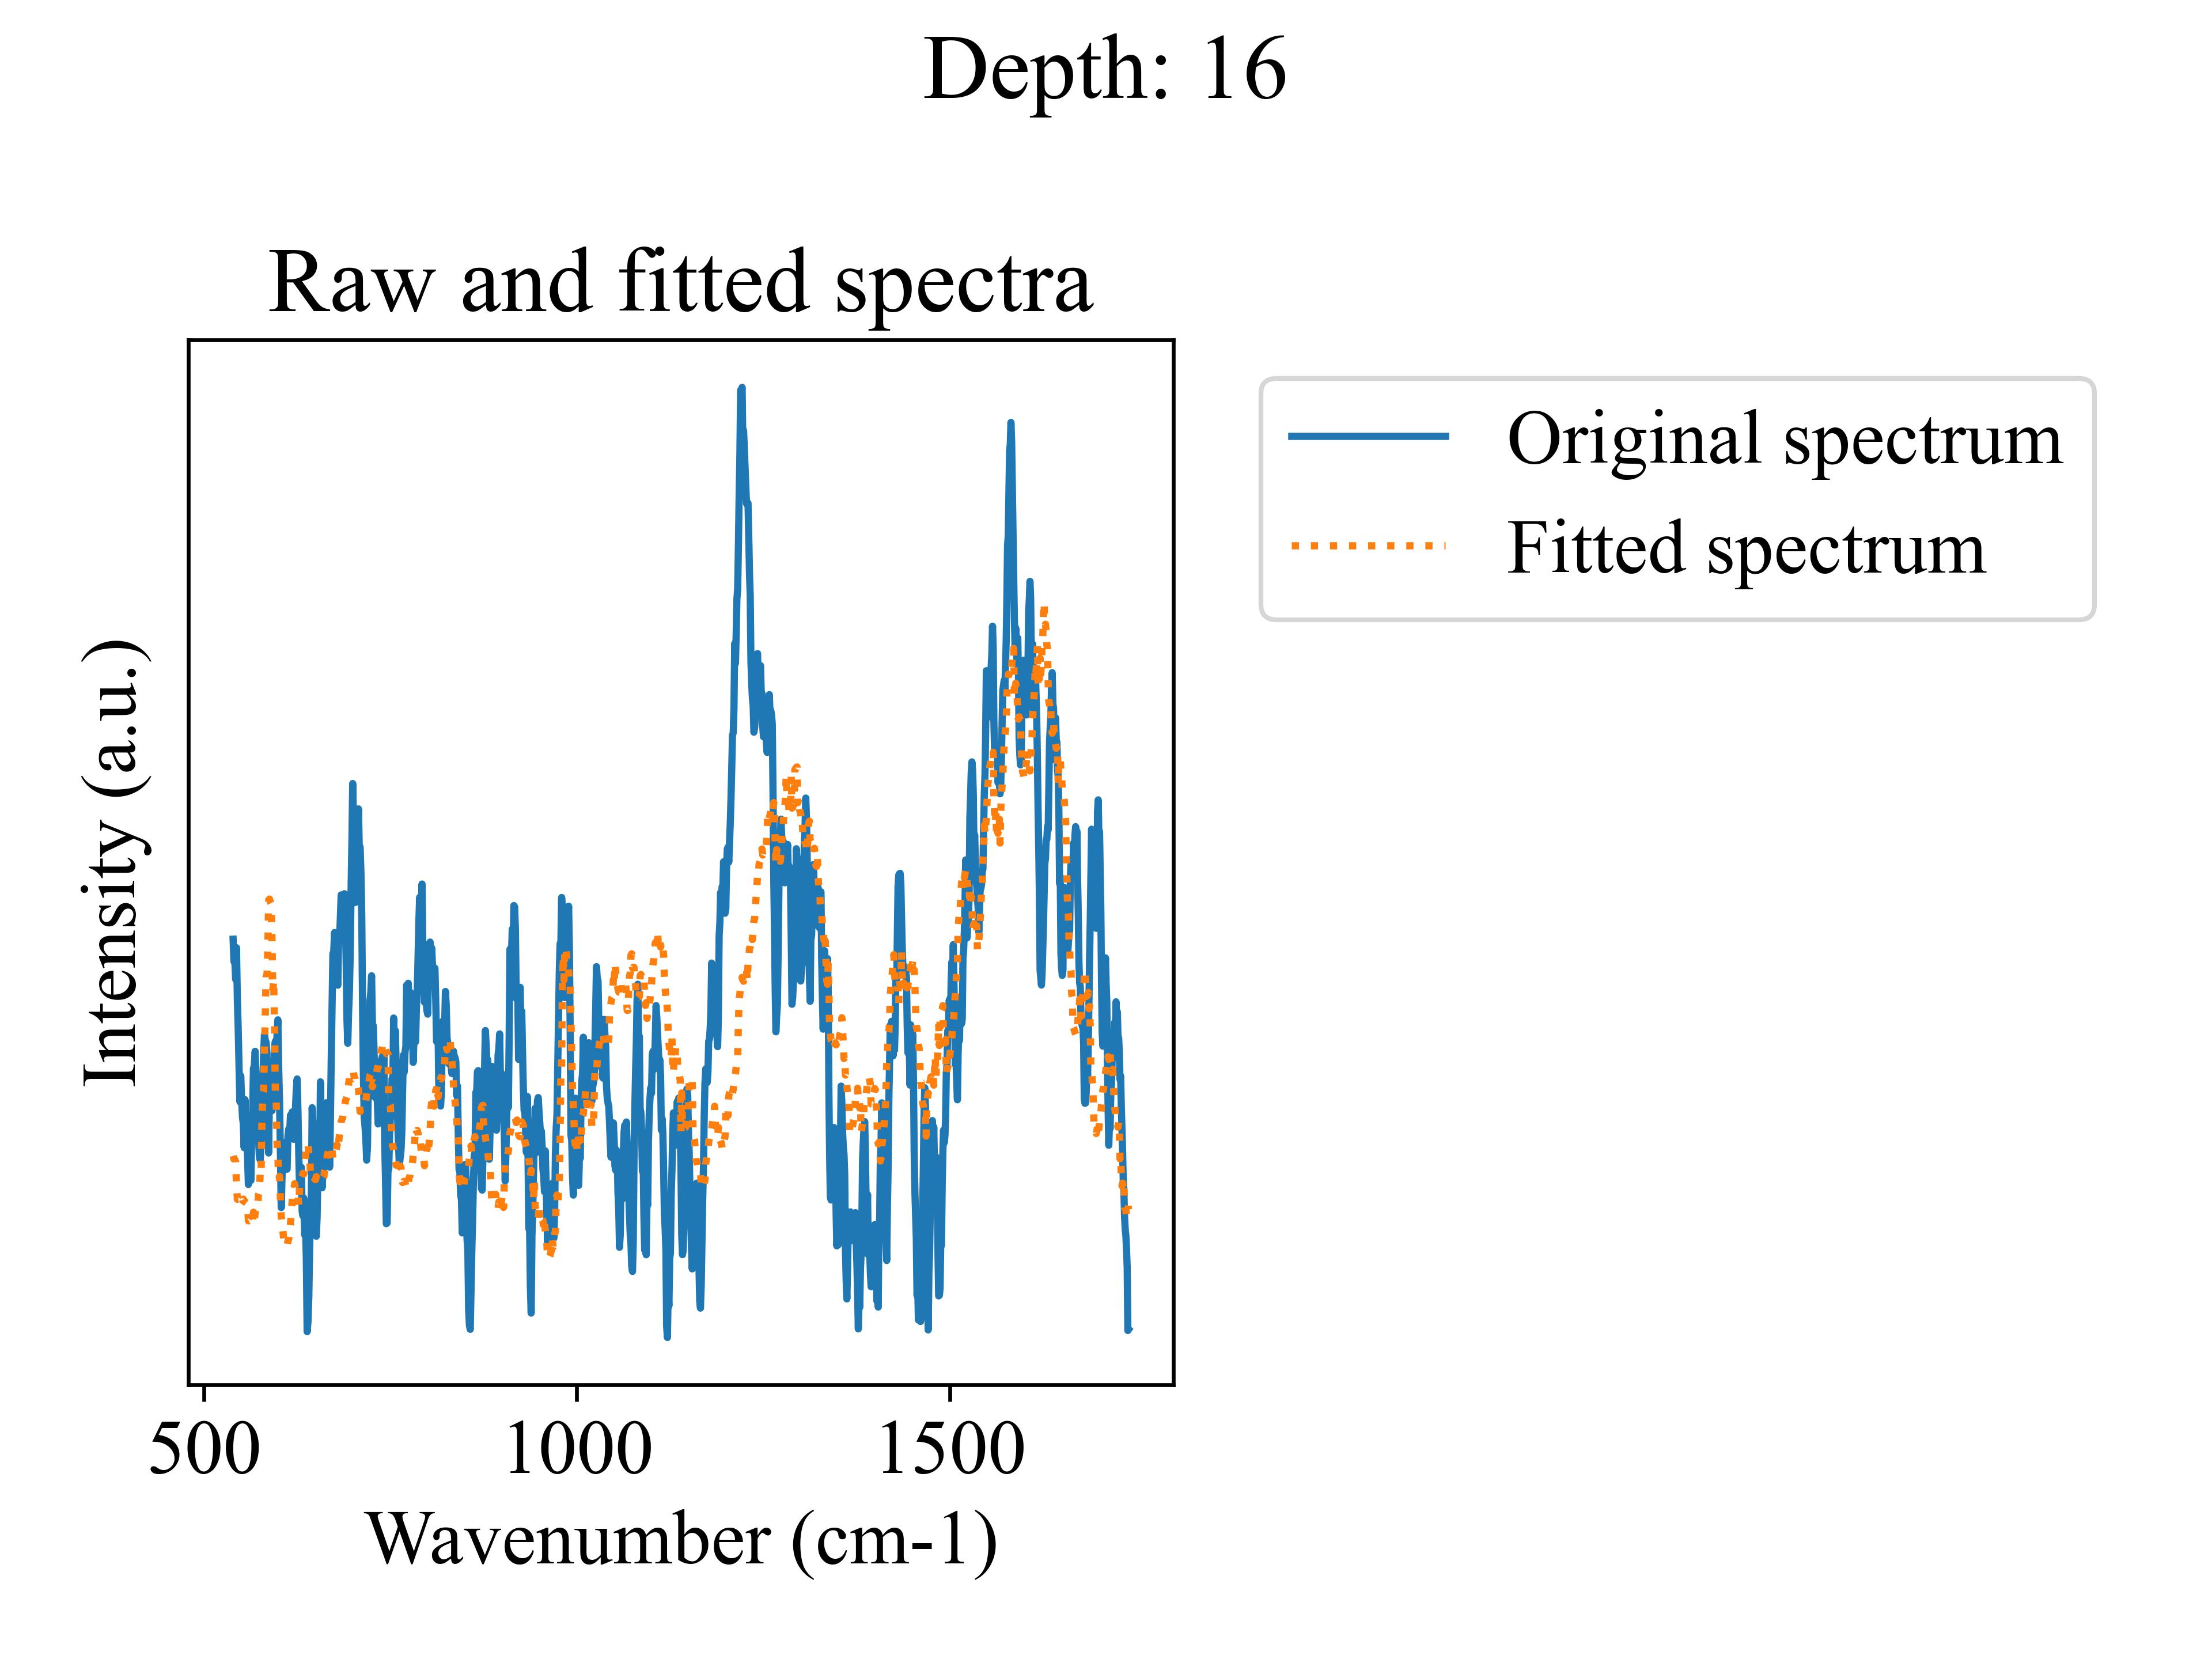 Depth: 16
Raw and fitted spectra
Original spectrum
Fitted spectrum
Intensity (a.u.)
500 1000 1500
Wavenumber (cm-1)